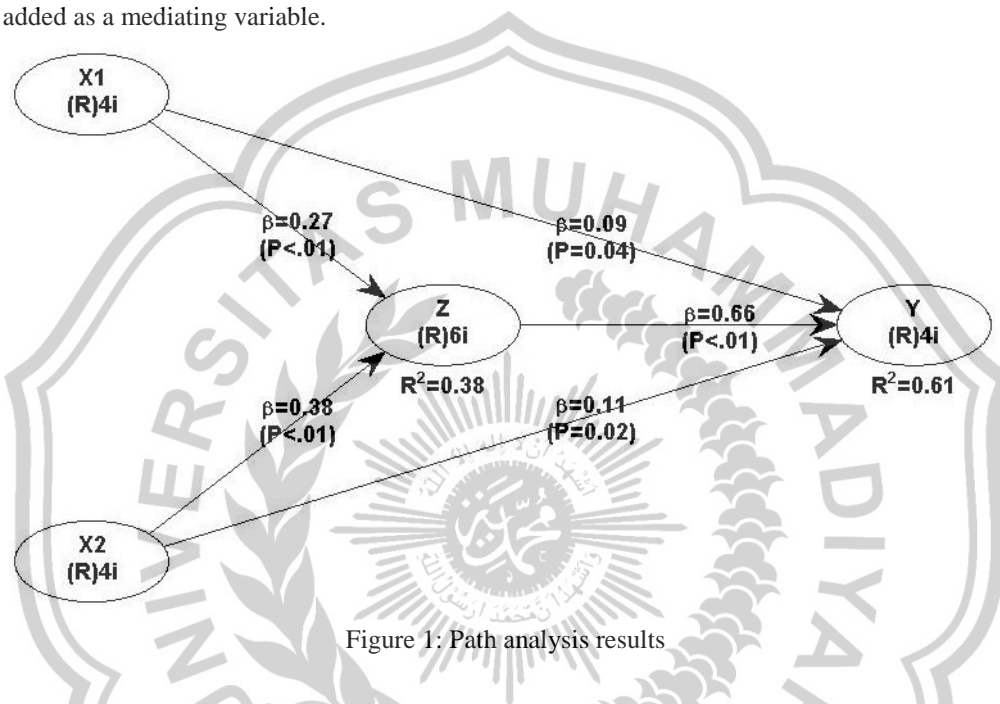 added as a mediating variable.
X1
(R)4i
β=0.27
(P<.01)
β=0.09
(P=0.04)
Z
(R)6i
R²=0.38
β=0.66
(P<.01)
Y
(R)4i
R²=0.61
β=0.38
(P<.01)
β=0.11
(P=0.02)
X2
(R)4i
Figure 1: Path analysis results
ERSITAS MUHAMMADIYA